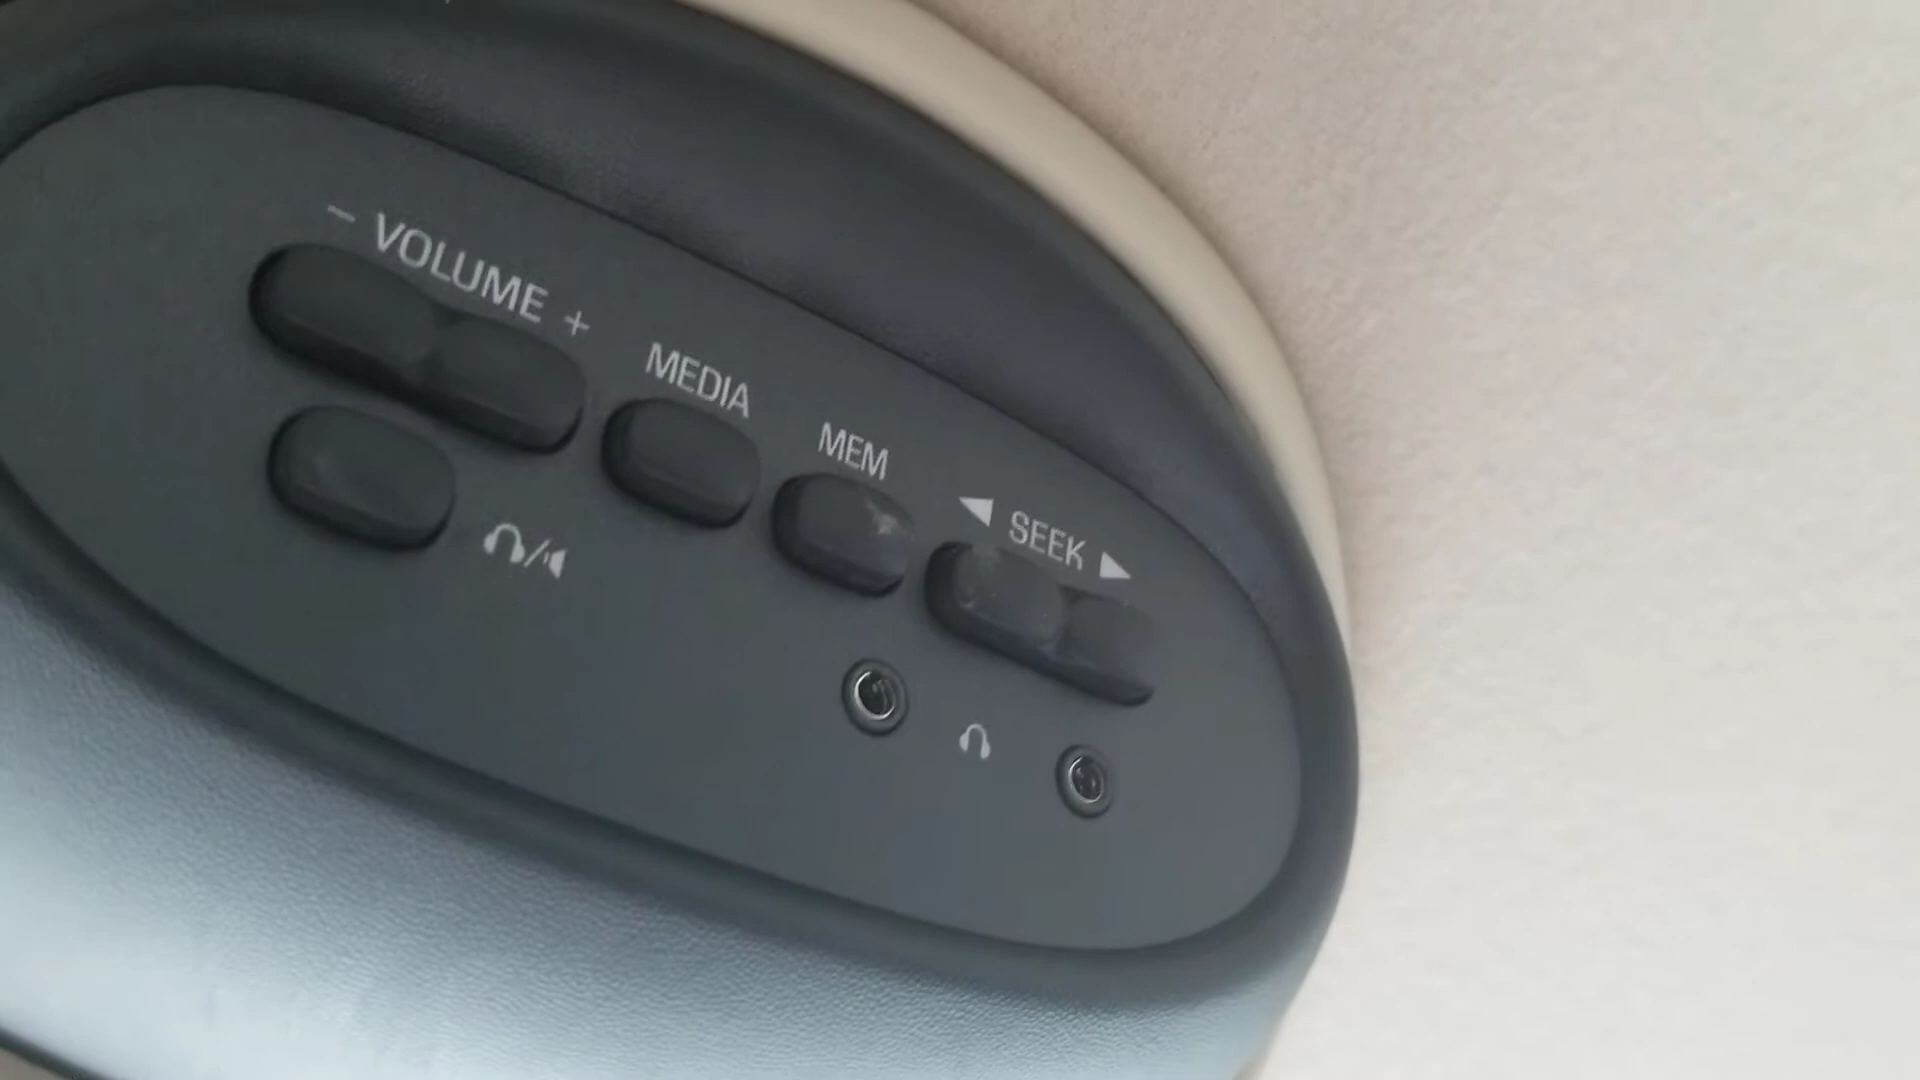 - VOLUME +
MEDIA
MEM
◀ SEEK ▶